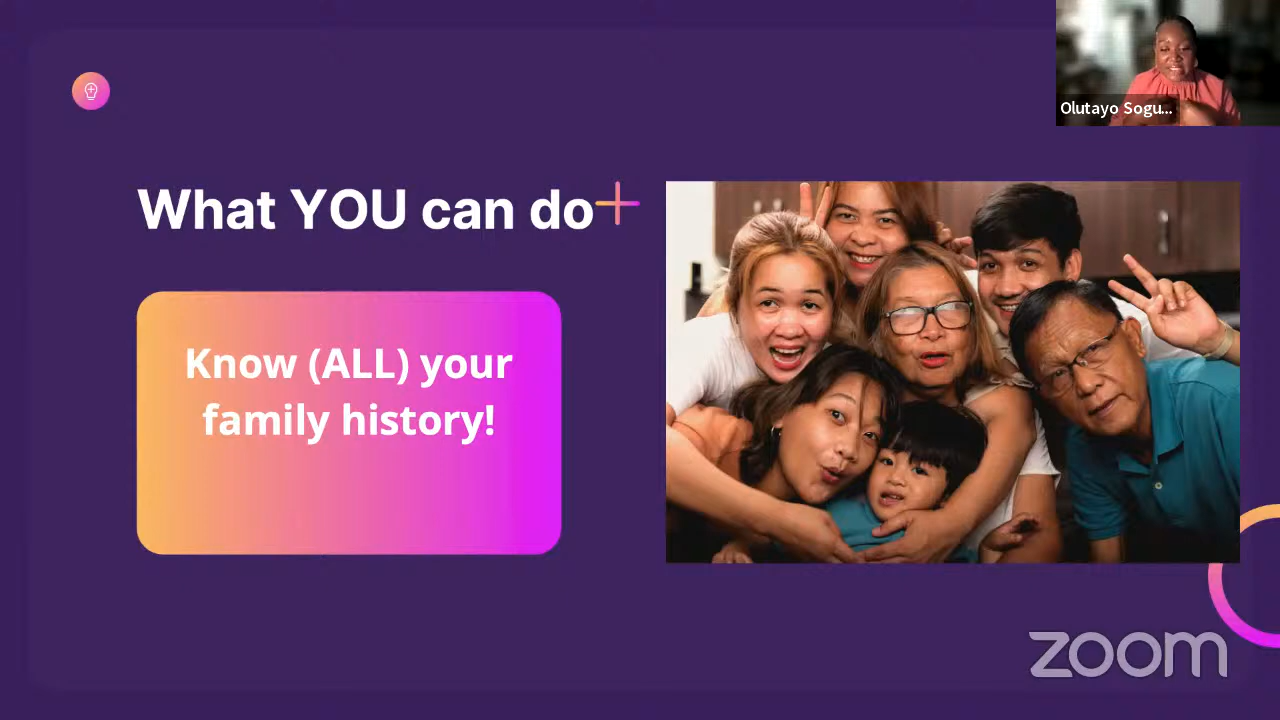 Olutayo Sogu...
What YOU can do
Know (ALL) your
family history!
zoom